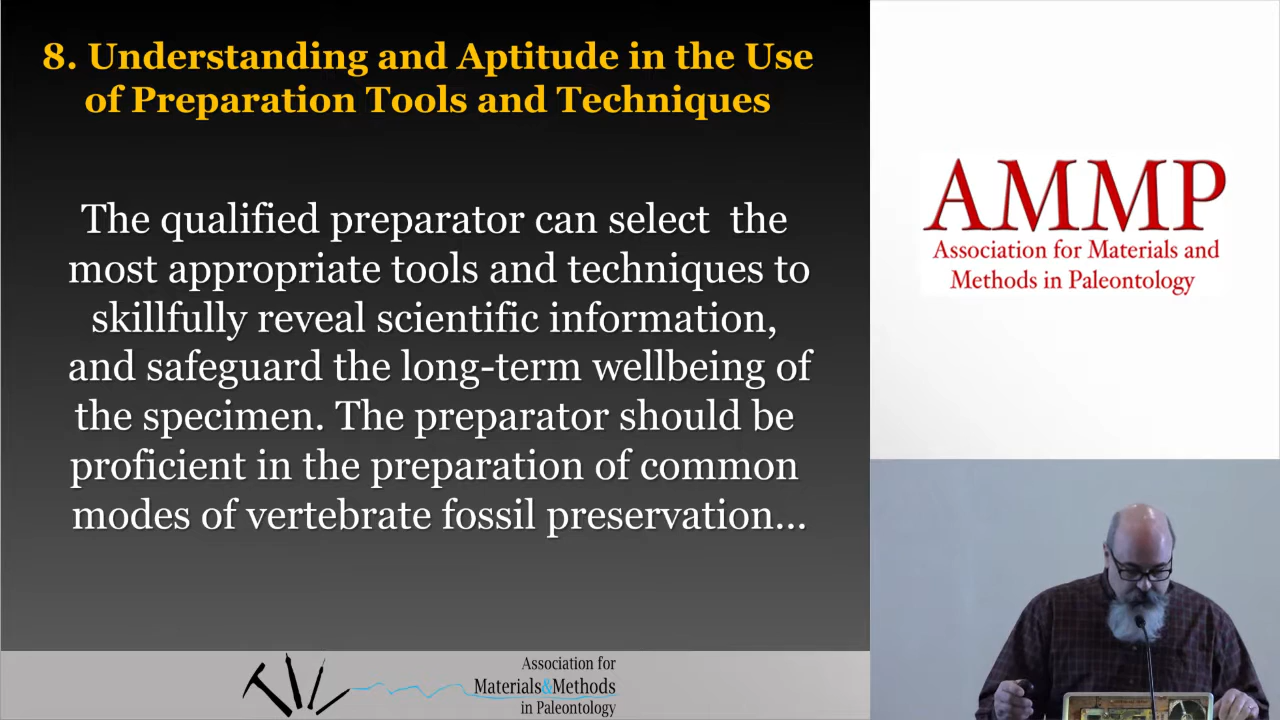 8. Understanding and Aptitude in the Use
of Preparation Tools and Techniques
The qualified preparator can select  the
most appropriate tools and techniques to
skillfully reveal scientific information,
and safeguard the long-term wellbeing of
the specimen. The preparator should be
proficient in the preparation of common
modes of vertebrate fossil preservation...
Association for
Materials&Methods
in Paleontology
AMMP
Association for Materials and
Methods in Paleontology